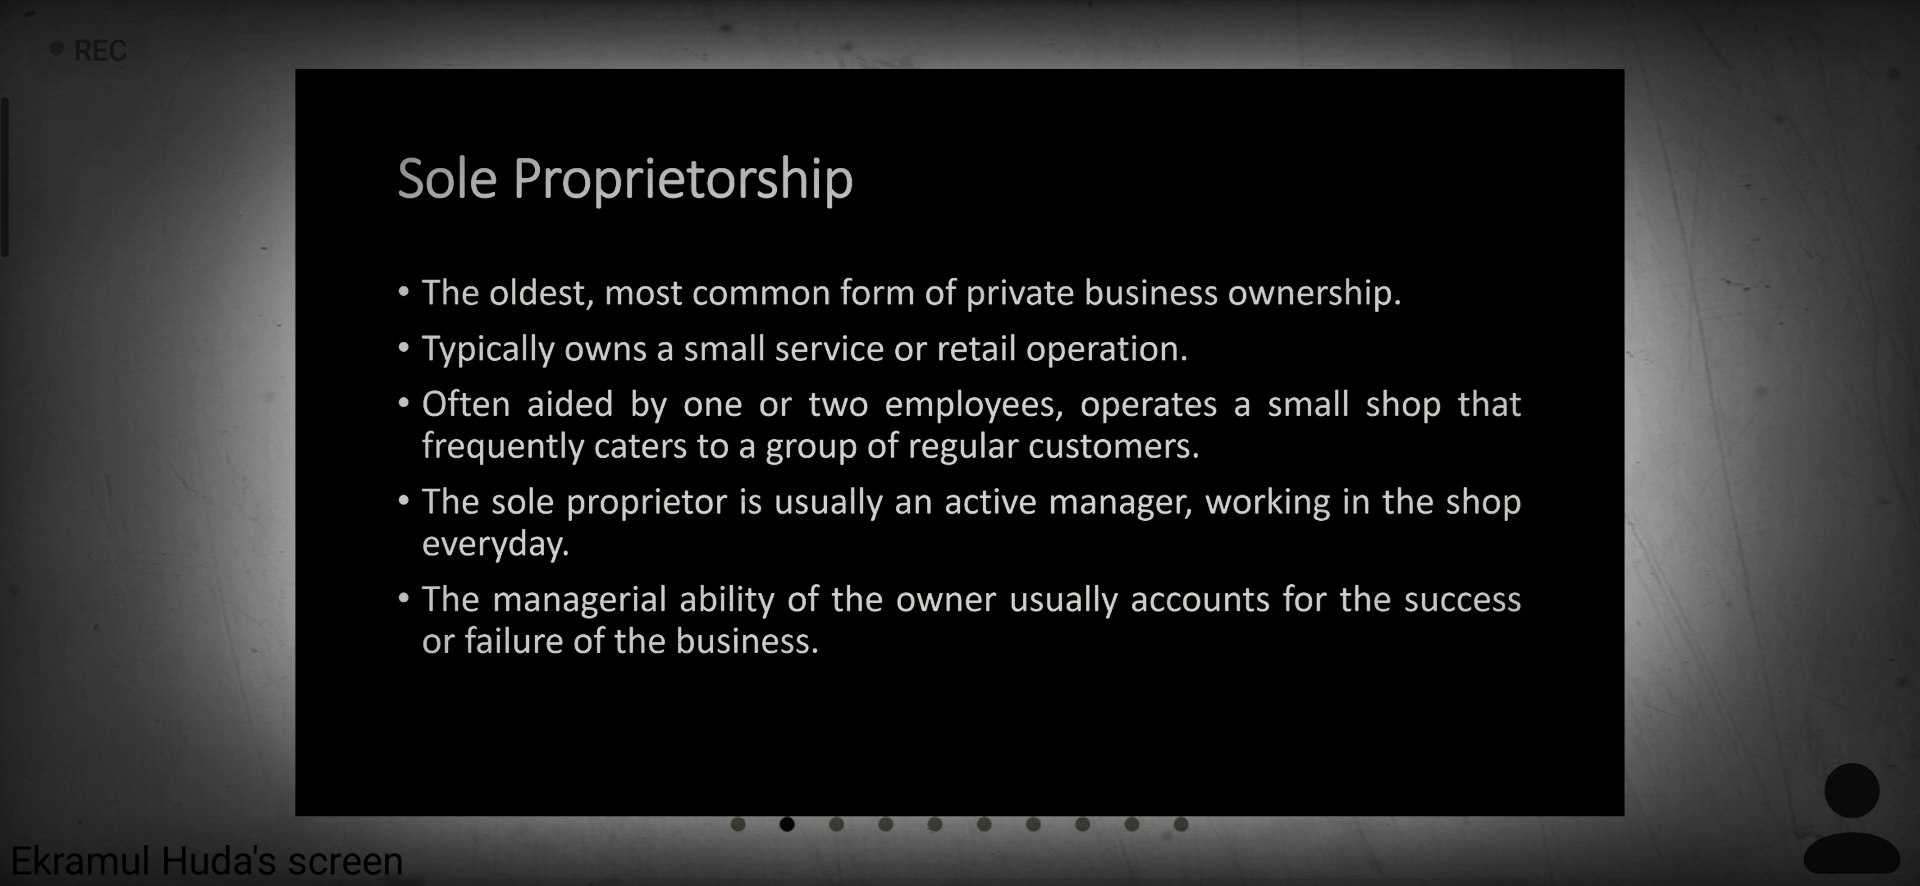 • REC
Sole Proprietorship
• The oldest, most common form of private business ownership.
• Typically owns a small service or retail operation.
• Often aided by one or two employees, operates a small shop that
frequently caters to a group of regular customers.
• The sole proprietor is usually an active manager, working in the shop
everyday.
• The managerial ability of the owner usually accounts for the success
or failure of the business.
Ekramul Huda's screen